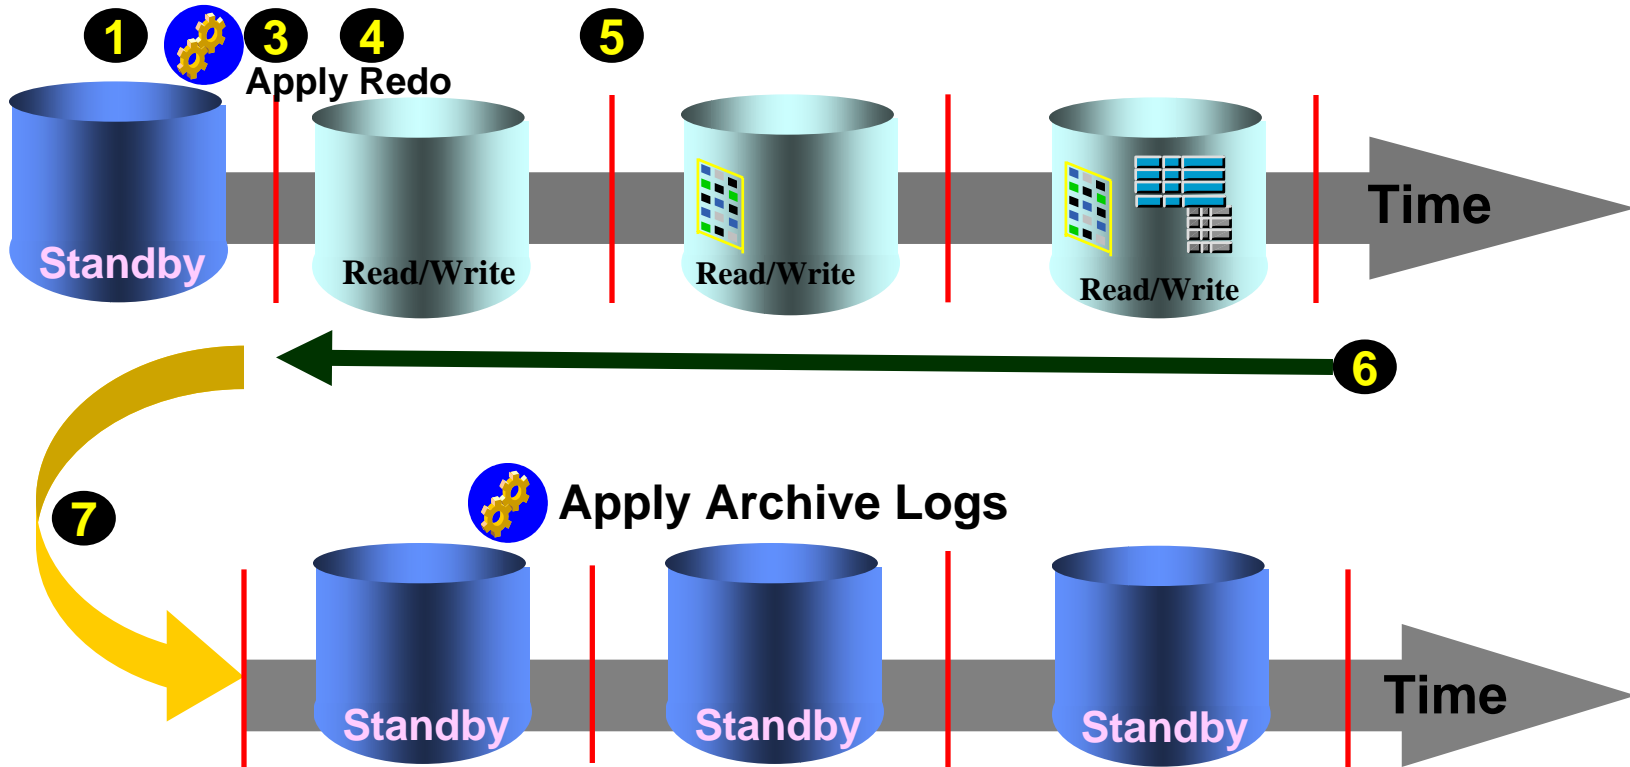 1 3 4 5
Apply Redo
Standby Read/Write Read/Write Read/Write Time
6
7
Apply Archive Logs
Standby Standby Standby Time